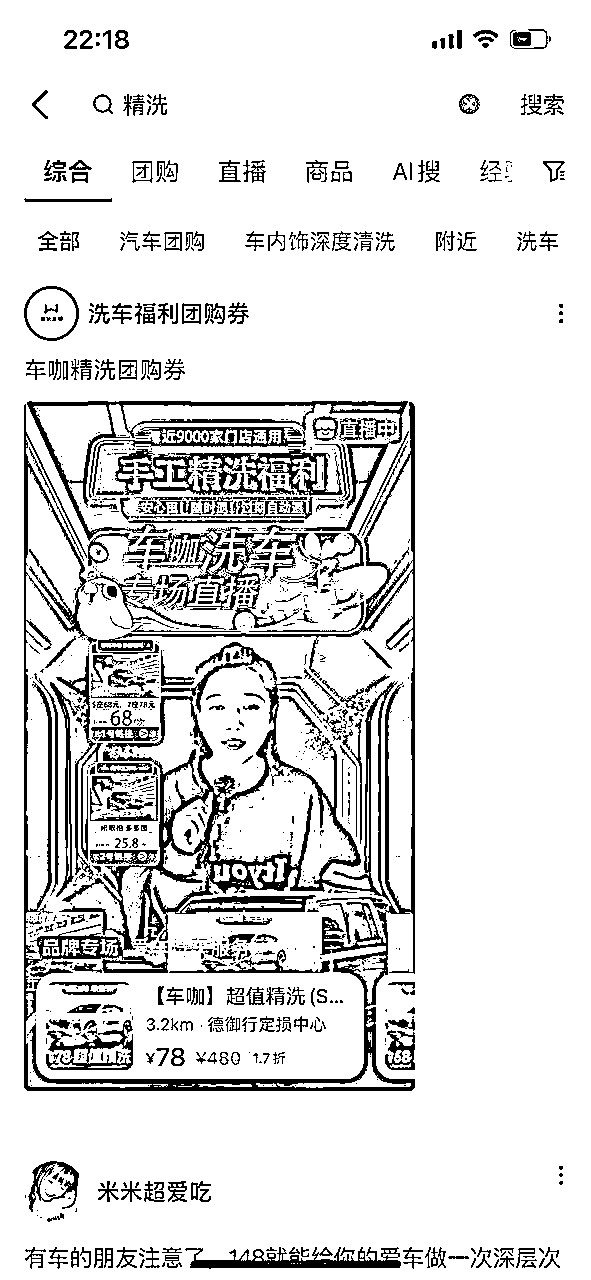 22:18
精洗
搜索
综合 团购 直播 商品 AI搜
全部 汽车团购 车内饰深度清洗 附近 洗车
洗车福利团购券
车咖精洗团购券
直播中
附近9000家门店通用
手工精洗福利
车咖洗车
专场直播
68
25.8
Ityou
品牌专场
【车咖】超值精洗(S...
3.2km · 德御行定损中心
¥78 ¥480 1.7折
米米超爱吃
有车的朋友注意了，148就能给你的爱车做一次深层次